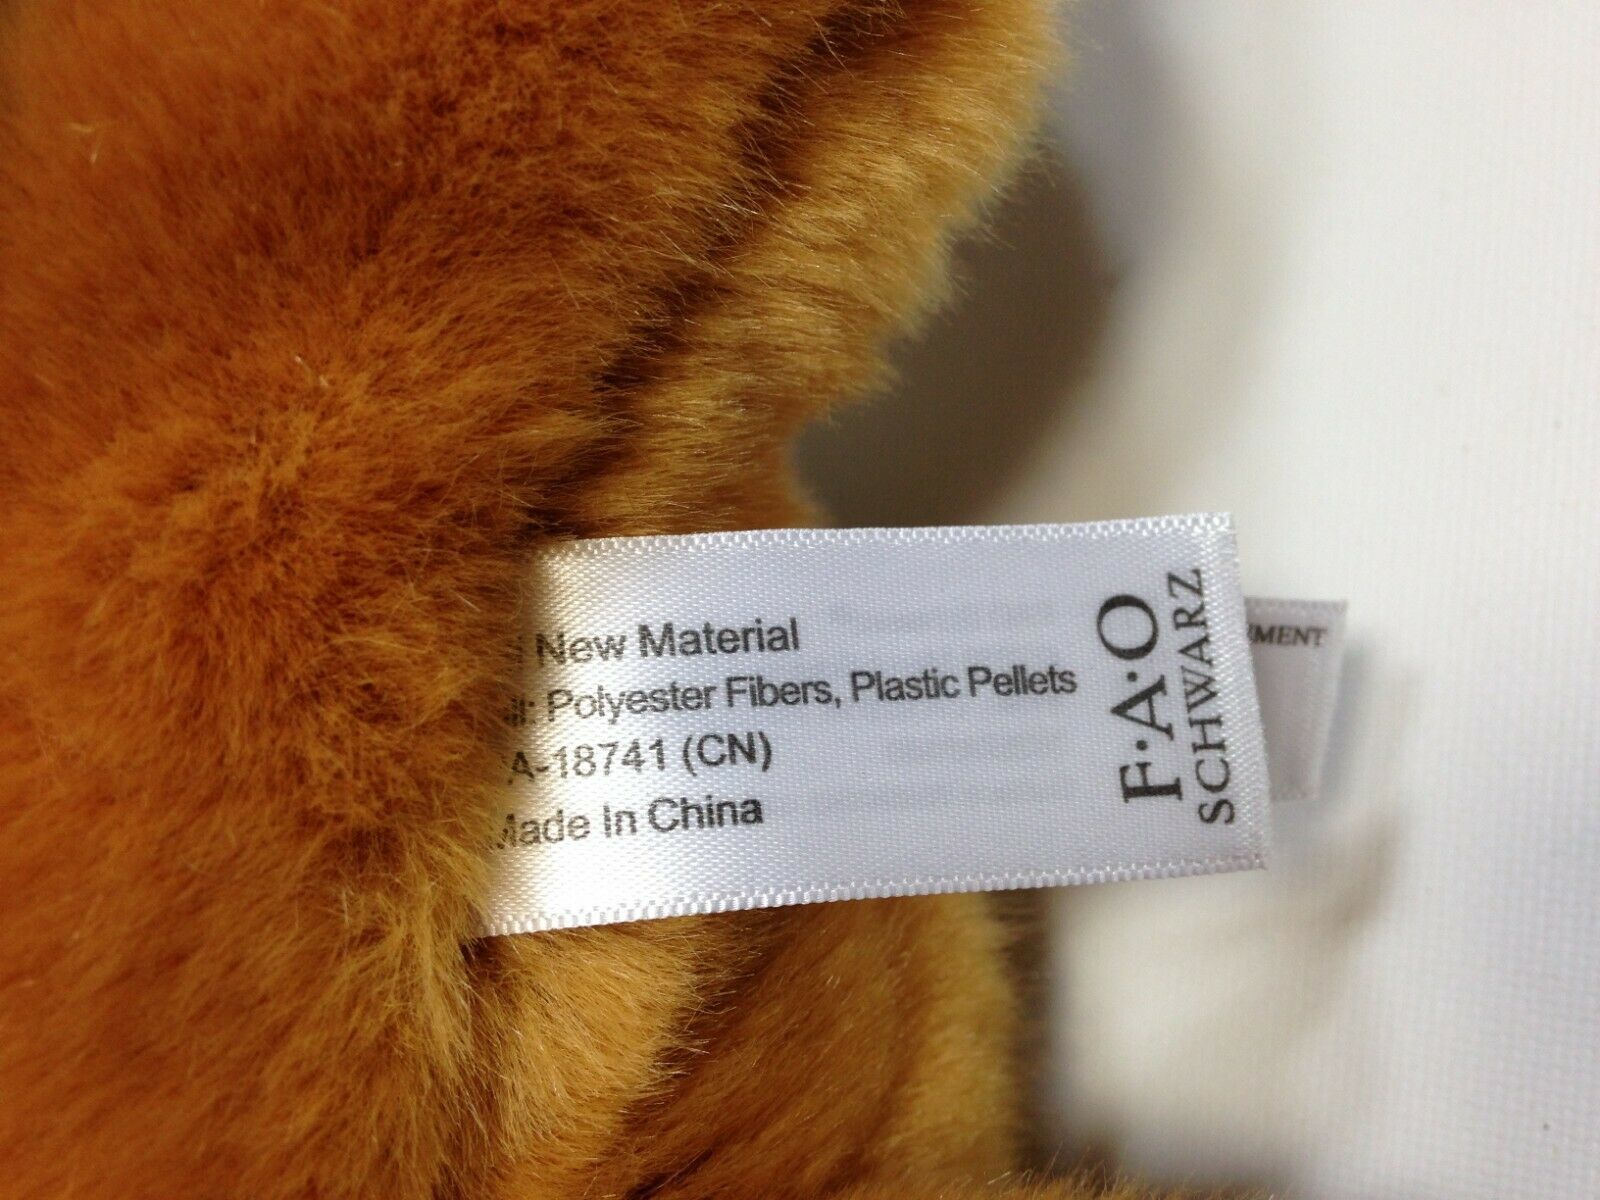 New Material
Polyester Fibers, Plastic Pellets
A-18741 (CN)
Made In China
F·A·O
SCHWARZ